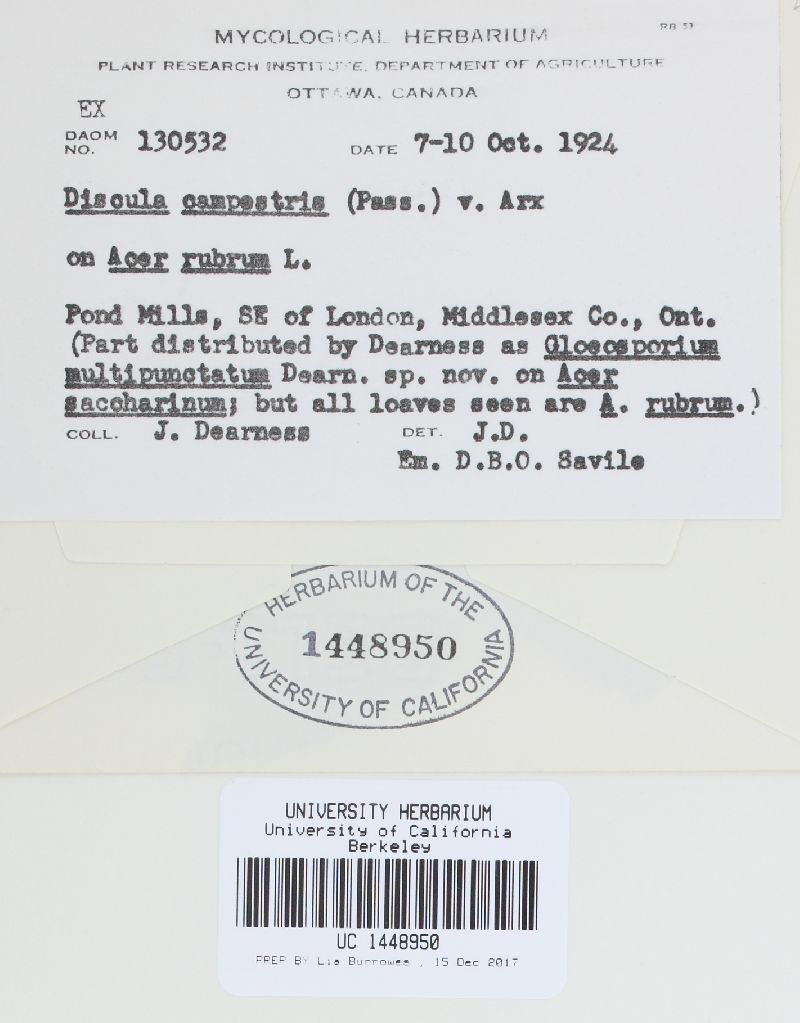 RB 53
MYCOLOGICAL HERBARIUM
PLANT RESEARCH INSTITUTE, DEPARTMENT OF AGRICULTURE
OTTAWA, CANADA
EX
DAOM NO. 130532 DATE 7-10 Oct. 1924
Discula campestris (Pass.) v. Arx
on Acer rubrum L.
Pond Mills, SE of London, Middlesex Co., Ont.
(Part distributed by Dearness as Gloeosporium
multipunctatum Dearn. sp. nov. on Acer
saccharinum; but all leaves seen are A. rubrum.)
COLL. J. Dearness DET. J.D.
Em. D.B.O. Savile
HERBARIUM OF THE
1448950
UNIVERSITY OF CALIFORNIA
UNIVERSITY HERBARIUM
University of California
Berkeley
UC 1448950
PREP BY Lia Burrowes , 15 Dec 2017